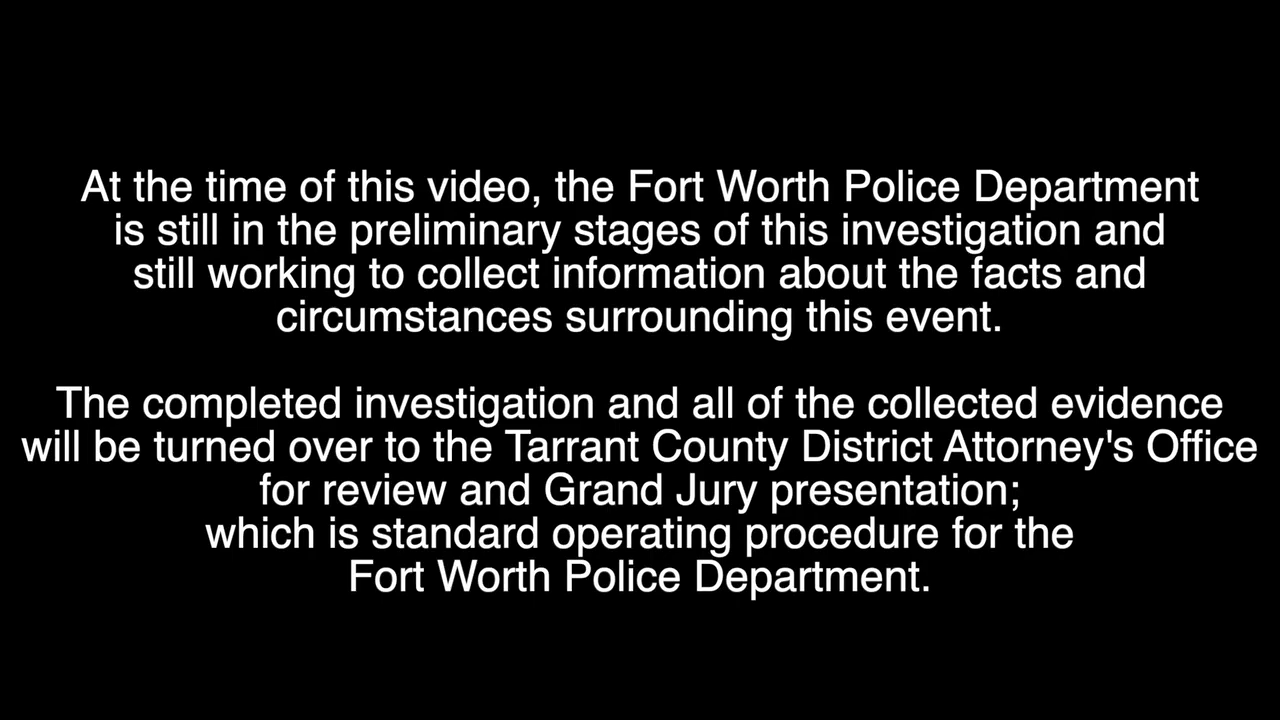 At the time of this video, the Fort Worth Police Department
is still in the preliminary stages of this investigation and
still working to collect information about the facts and
circumstances surrounding this event.
The completed investigation and all of the collected evidence
will be turned over to the Tarrant County District Attorney's Office
for review and Grand Jury presentation;
which is standard operating procedure for the
Fort Worth Police Department.